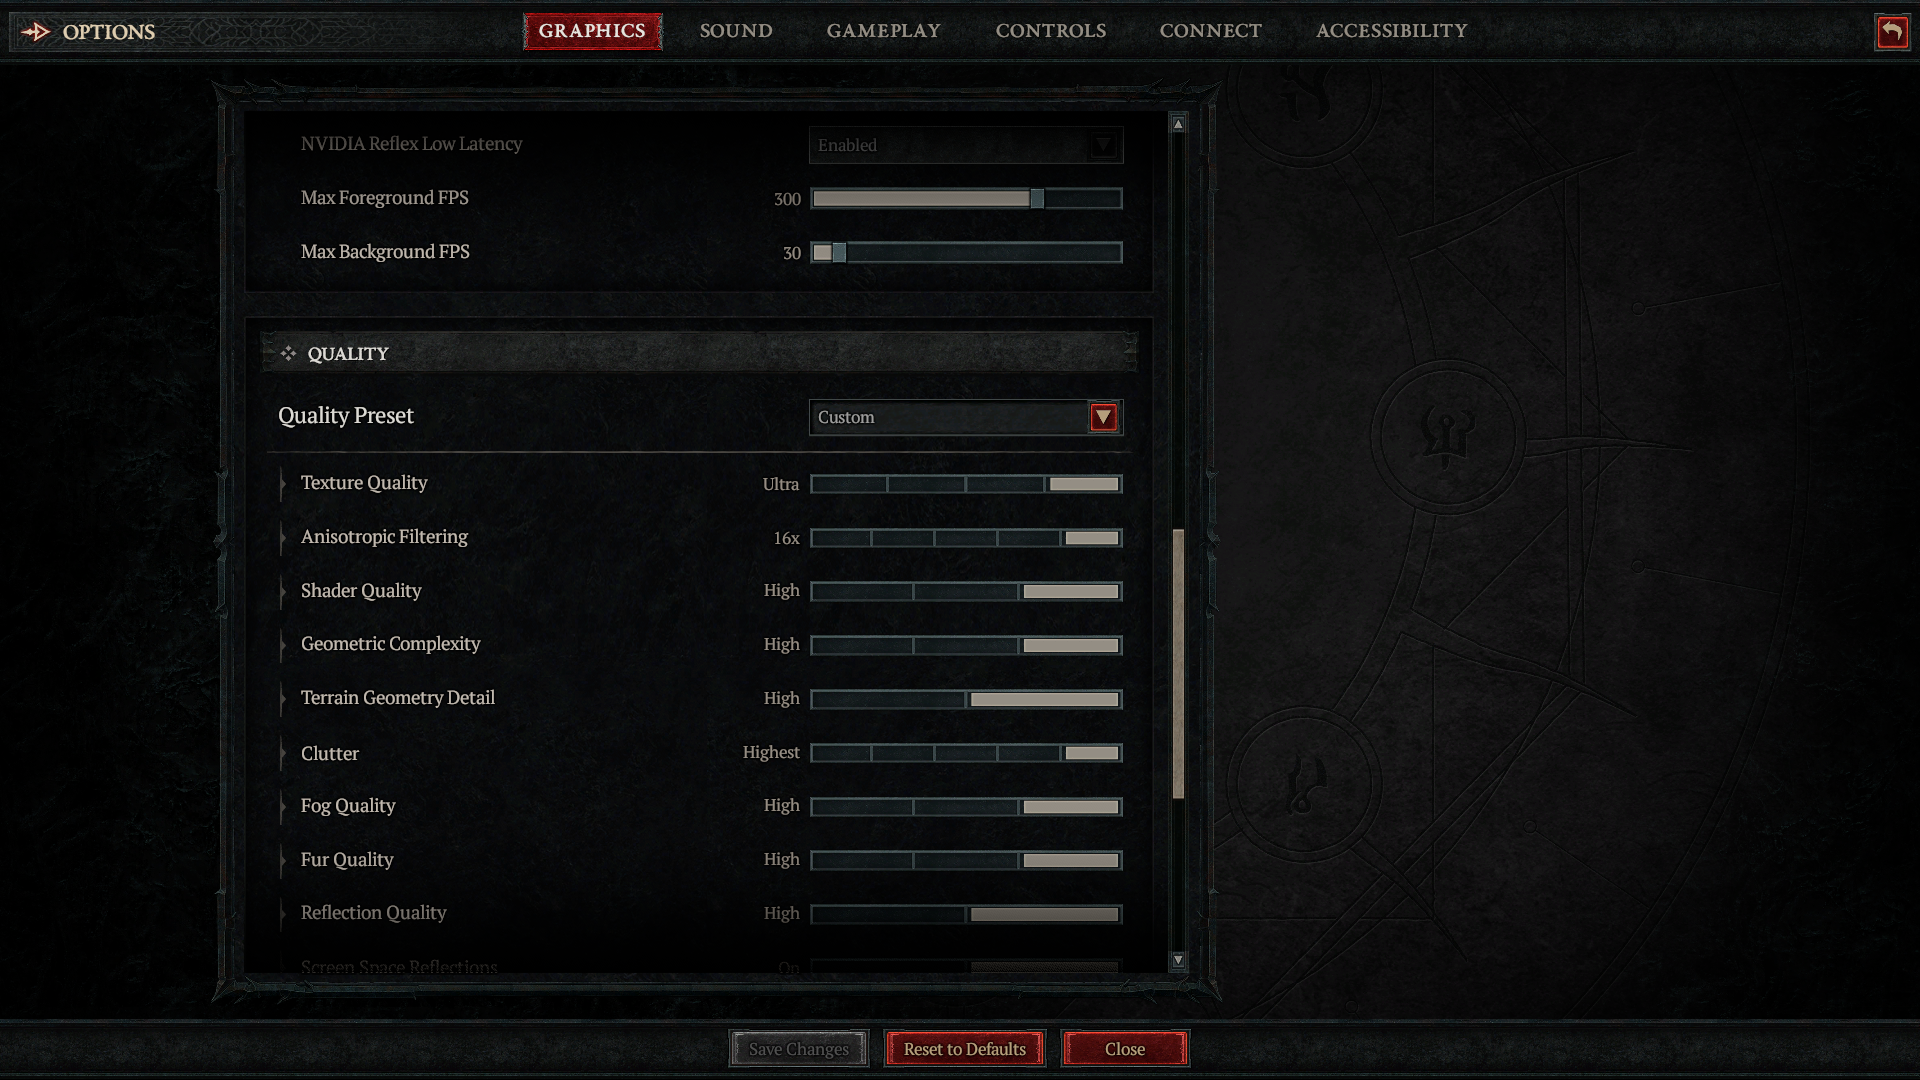 OPTIONS
GRAPHICS
SOUND
GAMEPLAY
CONTROLS
CONNECT
ACCESSIBILITY
NVIDIA Reflex Low Latency Enabled
Max Foreground FPS 300
Max Background FPS 30
QUALITY
Quality Preset Custom
Texture Quality Ultra
Anisotropic Filtering 16x
Shader Quality High
Geometric Complexity High
Terrain Geometry Detail High
Clutter Highest
Fog Quality High
Fur Quality High
Reflection Quality High
Screen Space Reflections On
Save Changes
Reset to Defaults
Close